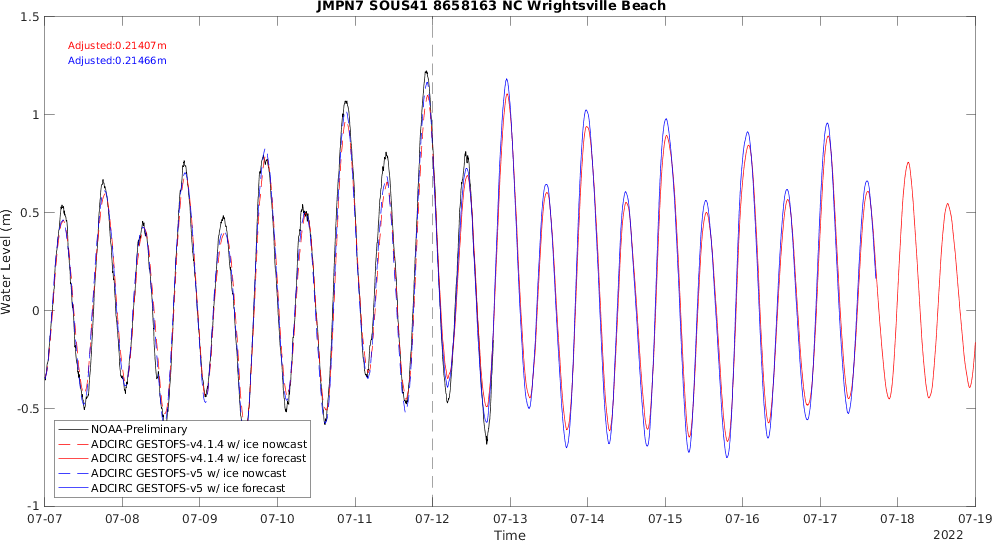 JMPN7 SOUS41 8658163 NC Wrightsville Beach
1.5
Adjusted:0.21407m
Adjusted:0.21466m
1
0.5
Water Level (m)
0
-0.5
NOAA-Preliminary
ADCIRC GESTOFS-v4.1.4 w/ ice nowcast
ADCIRC GESTOFS-v4.1.4 w/ ice forecast
ADCIRC GESTOFS-v5 w/ ice nowcast
ADCIRC GESTOFS-v5 w/ ice forecast
-1
07-07 07-08 07-09 07-10 07-11 07-12 07-13 07-14 07-15 07-16 07-17 07-18 07-19
Time
2022